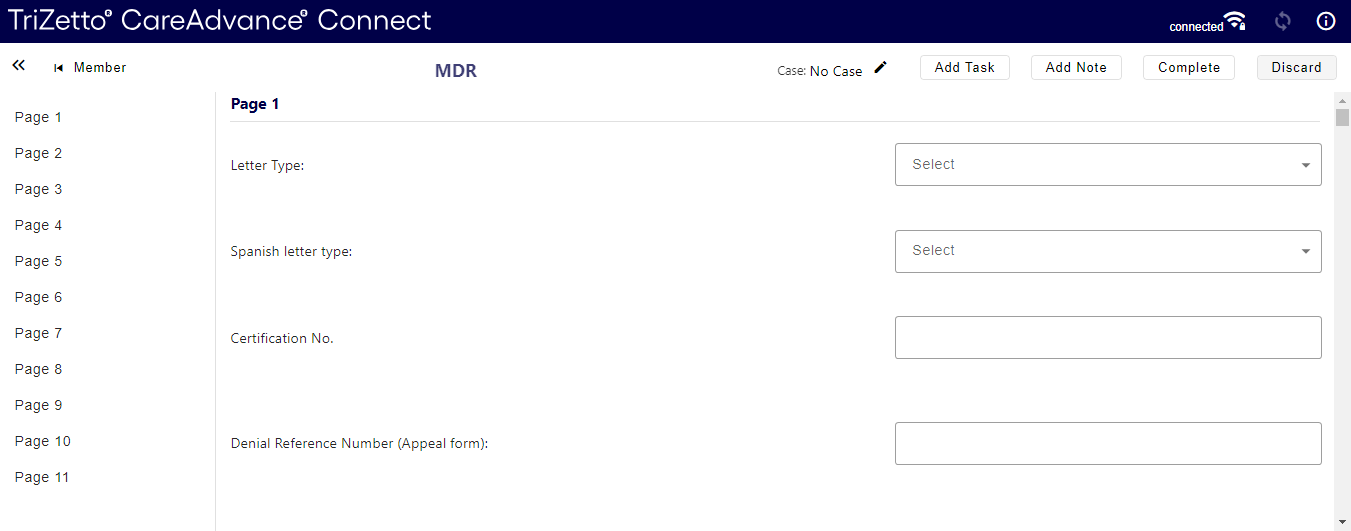 TriZetto® CareAdvance® Connect
connected
Member
MDR
Case: No Case
Add Task
Add Note
Complete
Discard
Page 1
Page 2
Page 3
Page 4
Page 5
Page 6
Page 7
Page 8
Page 9
Page 10
Page 11
Page 1
Letter Type:
Select
Spanish letter type:
Select
Certification No.
Denial Reference Number (Appeal form):